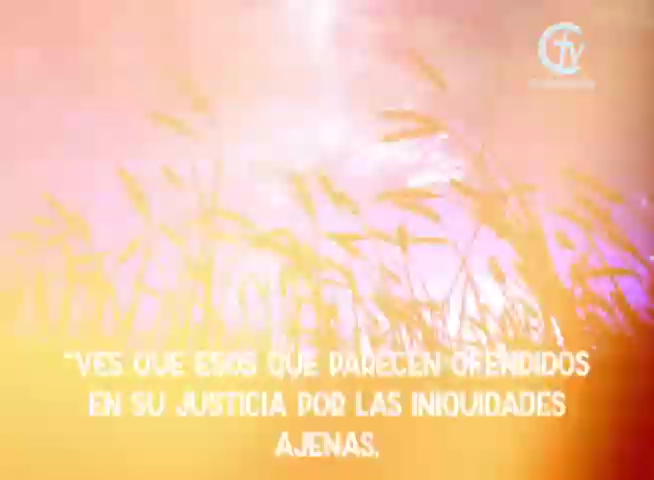 "VES QUE ESOS QUE PARECEN OFENDIDOS
EN SU JUSTICIA POR LAS INIQUIDADES
AJENAS,